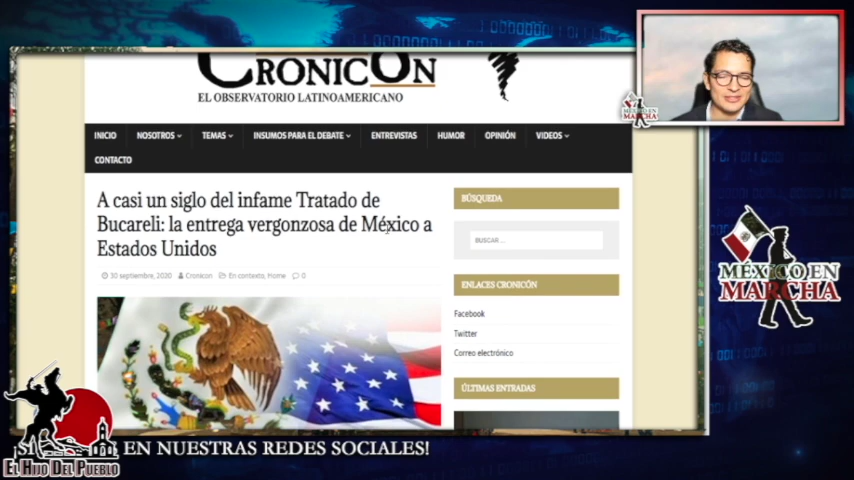 CRONICON
EL OBSERVATORIO LATINOAMERICANO
INICIO NOSOTROS TEMAS INSUMOS PARA EL DEBATE ENTREVISTAS HUMOR OPINIÓN VIDEOS
CONTACTO
A casi un siglo del infame Tratado de
Bucareli: la entrega vergonzosa de México a
Estados Unidos
30 septiembre, 2020 Cronicon En contexto, Home 0
BÚSQUEDA
BUSCAR ...
ENLACES CRONICÓN
Facebook
Twitter
Correo electrónico
ÚLTIMAS ENTRADAS
MÉXICO EN
MARCHA
MÉXICO EN
MARCHA
EN NUESTRAS REDES SOCIALES!
EL HIJO DEL PUEBLO